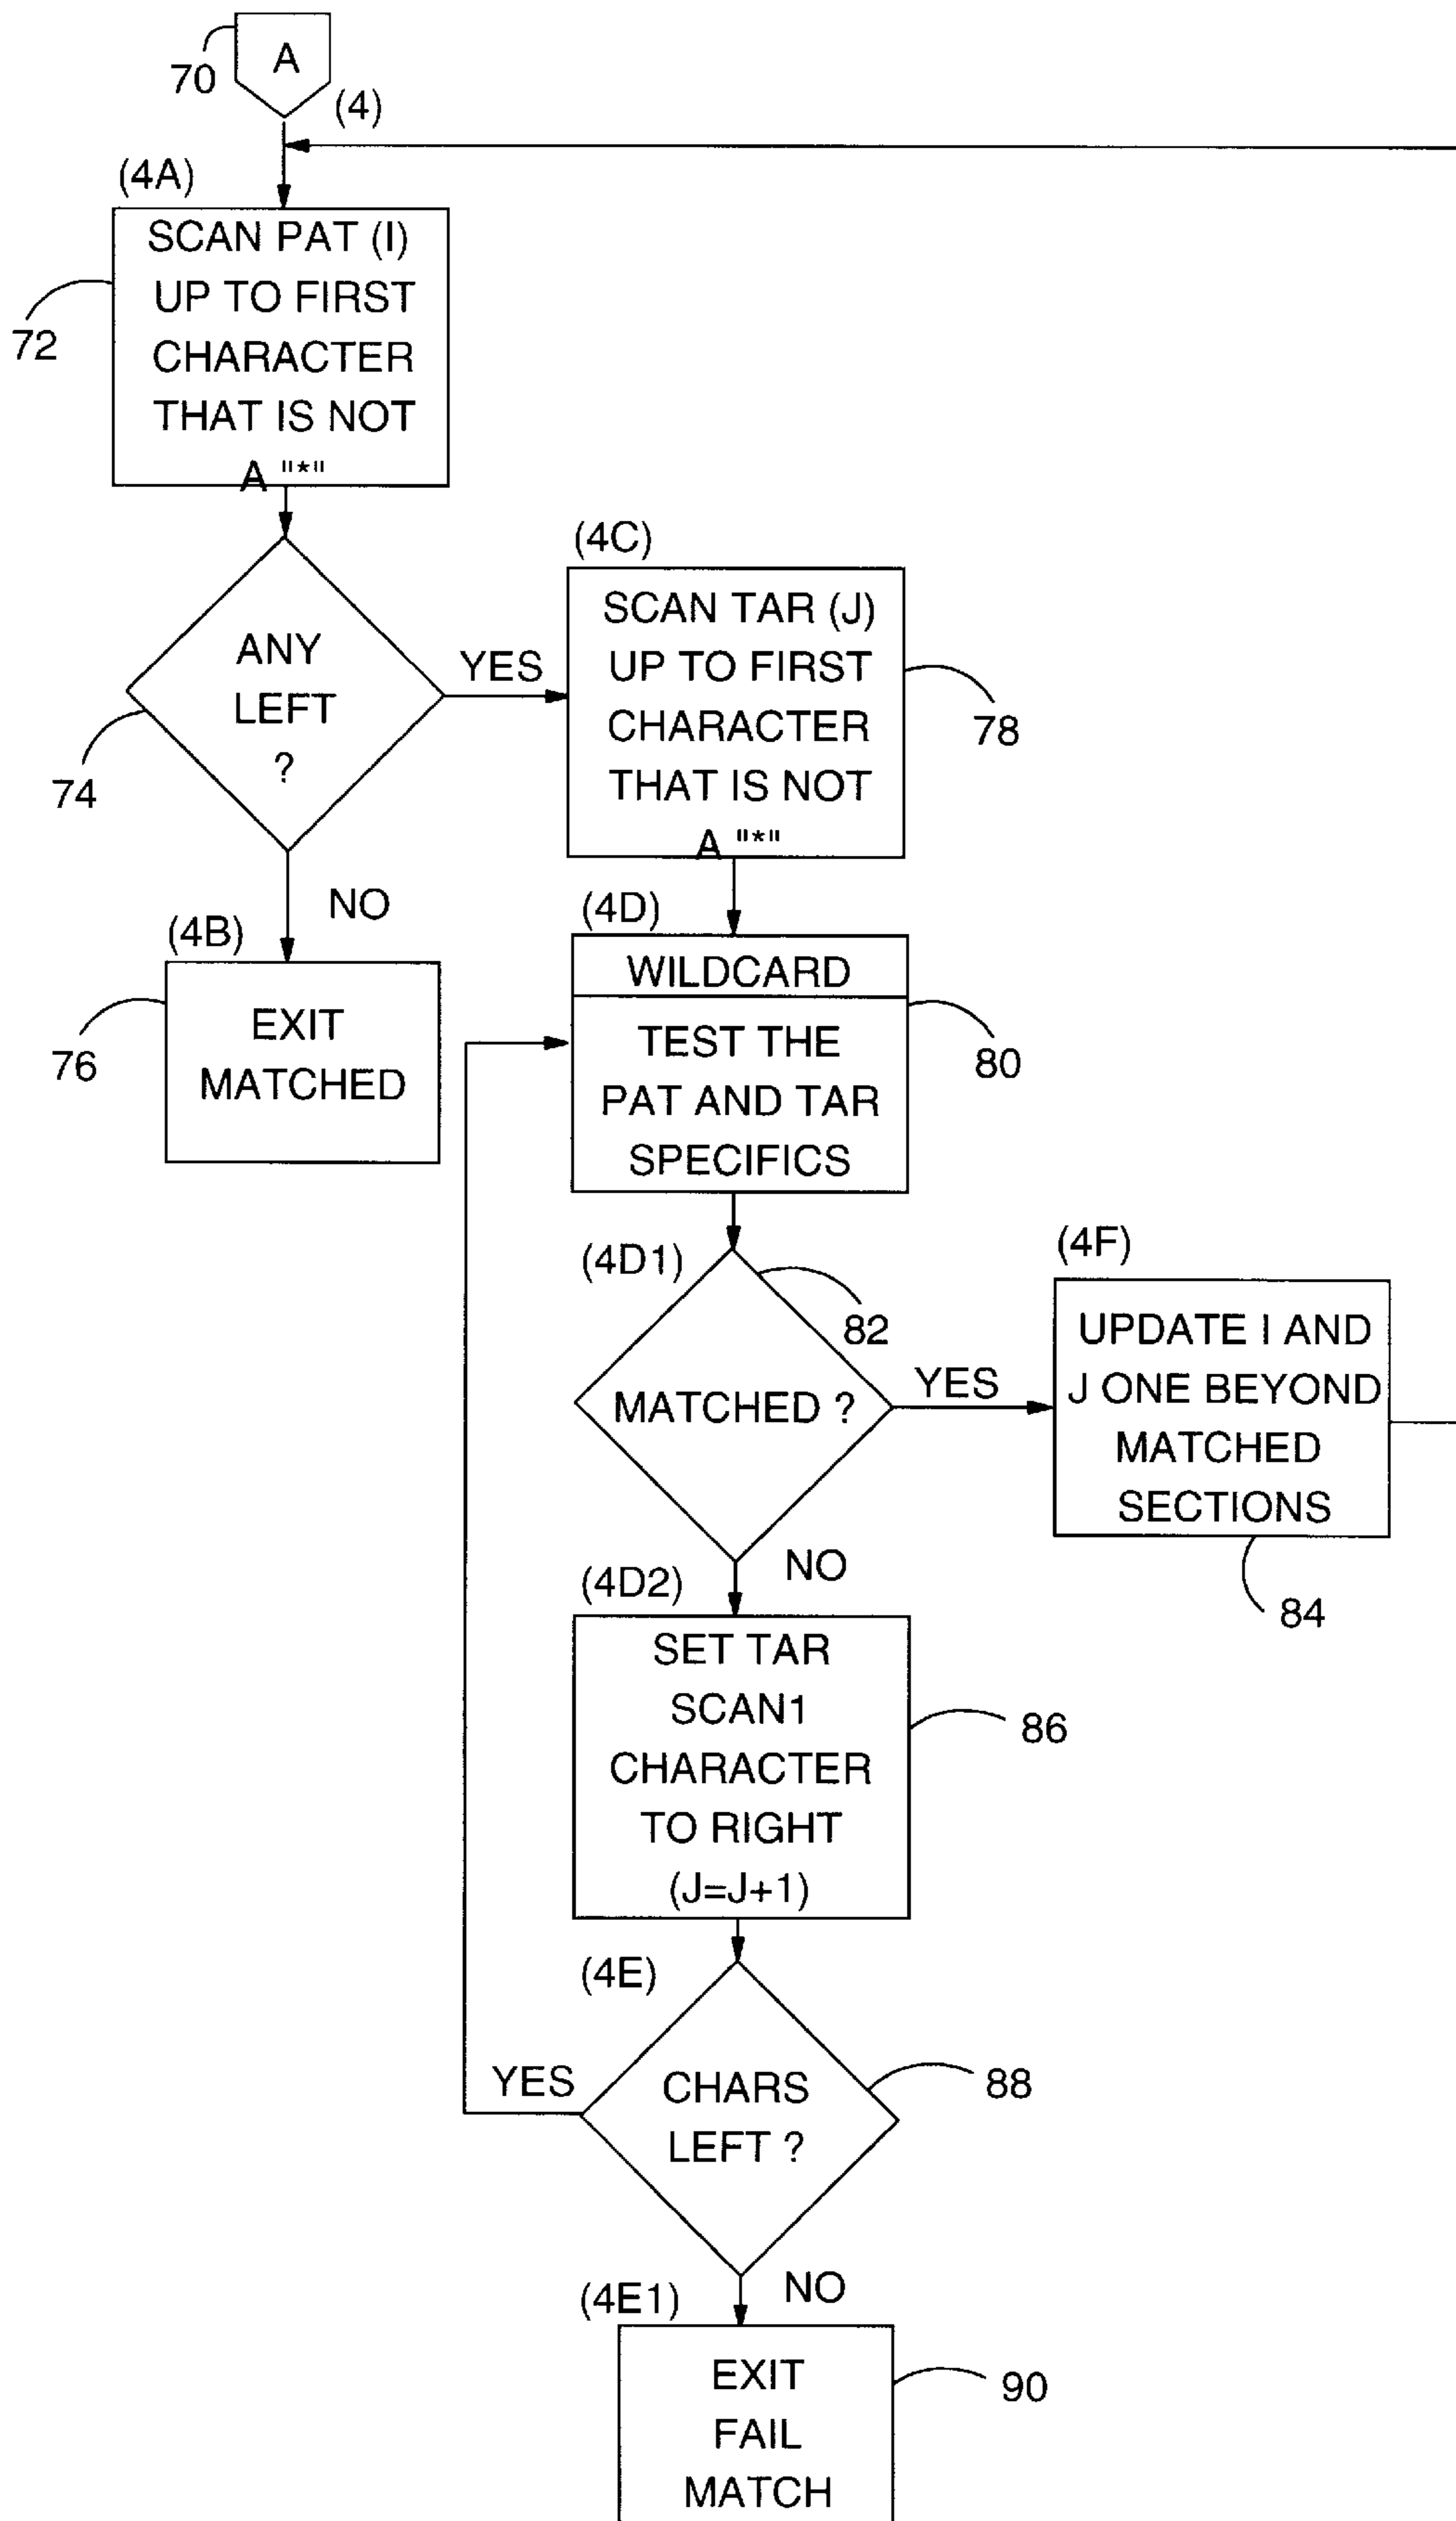 A
70
(4)
(4A)
SCAN PAT (I)
UP TO FIRST
CHARACTER
THAT IS NOT
A "*"
72
ANY
LEFT
?
74
YES
NO
(4B)
EXIT
MATCHED
76
(4C)
SCAN TAR (J)
UP TO FIRST
CHARACTER
THAT IS NOT
A "*"
78
(4D)
WILDCARD
TEST THE
PAT AND TAR
SPECIFICS
80
(4D1)
MATCHED ?
82
YES
(4F)
UPDATE I AND
J ONE BEYOND
MATCHED
SECTIONS
84
NO
(4D2)
SET TAR
SCAN1
CHARACTER
TO RIGHT
(J=J+1)
86
(4E)
CHARS
LEFT ?
88
YES
NO
(4E1)
EXIT
FAIL
MATCH
90